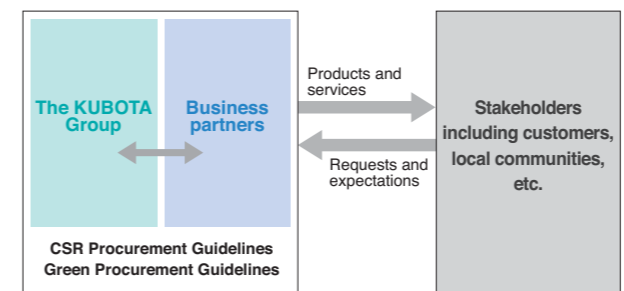 The KUBOTA
Group
Business
partners
CSR Procurement Guidelines
Green Procurement Guidelines
Products and
services
Requests and
expectations
Stakeholders
including customers,
local communities,
etc.